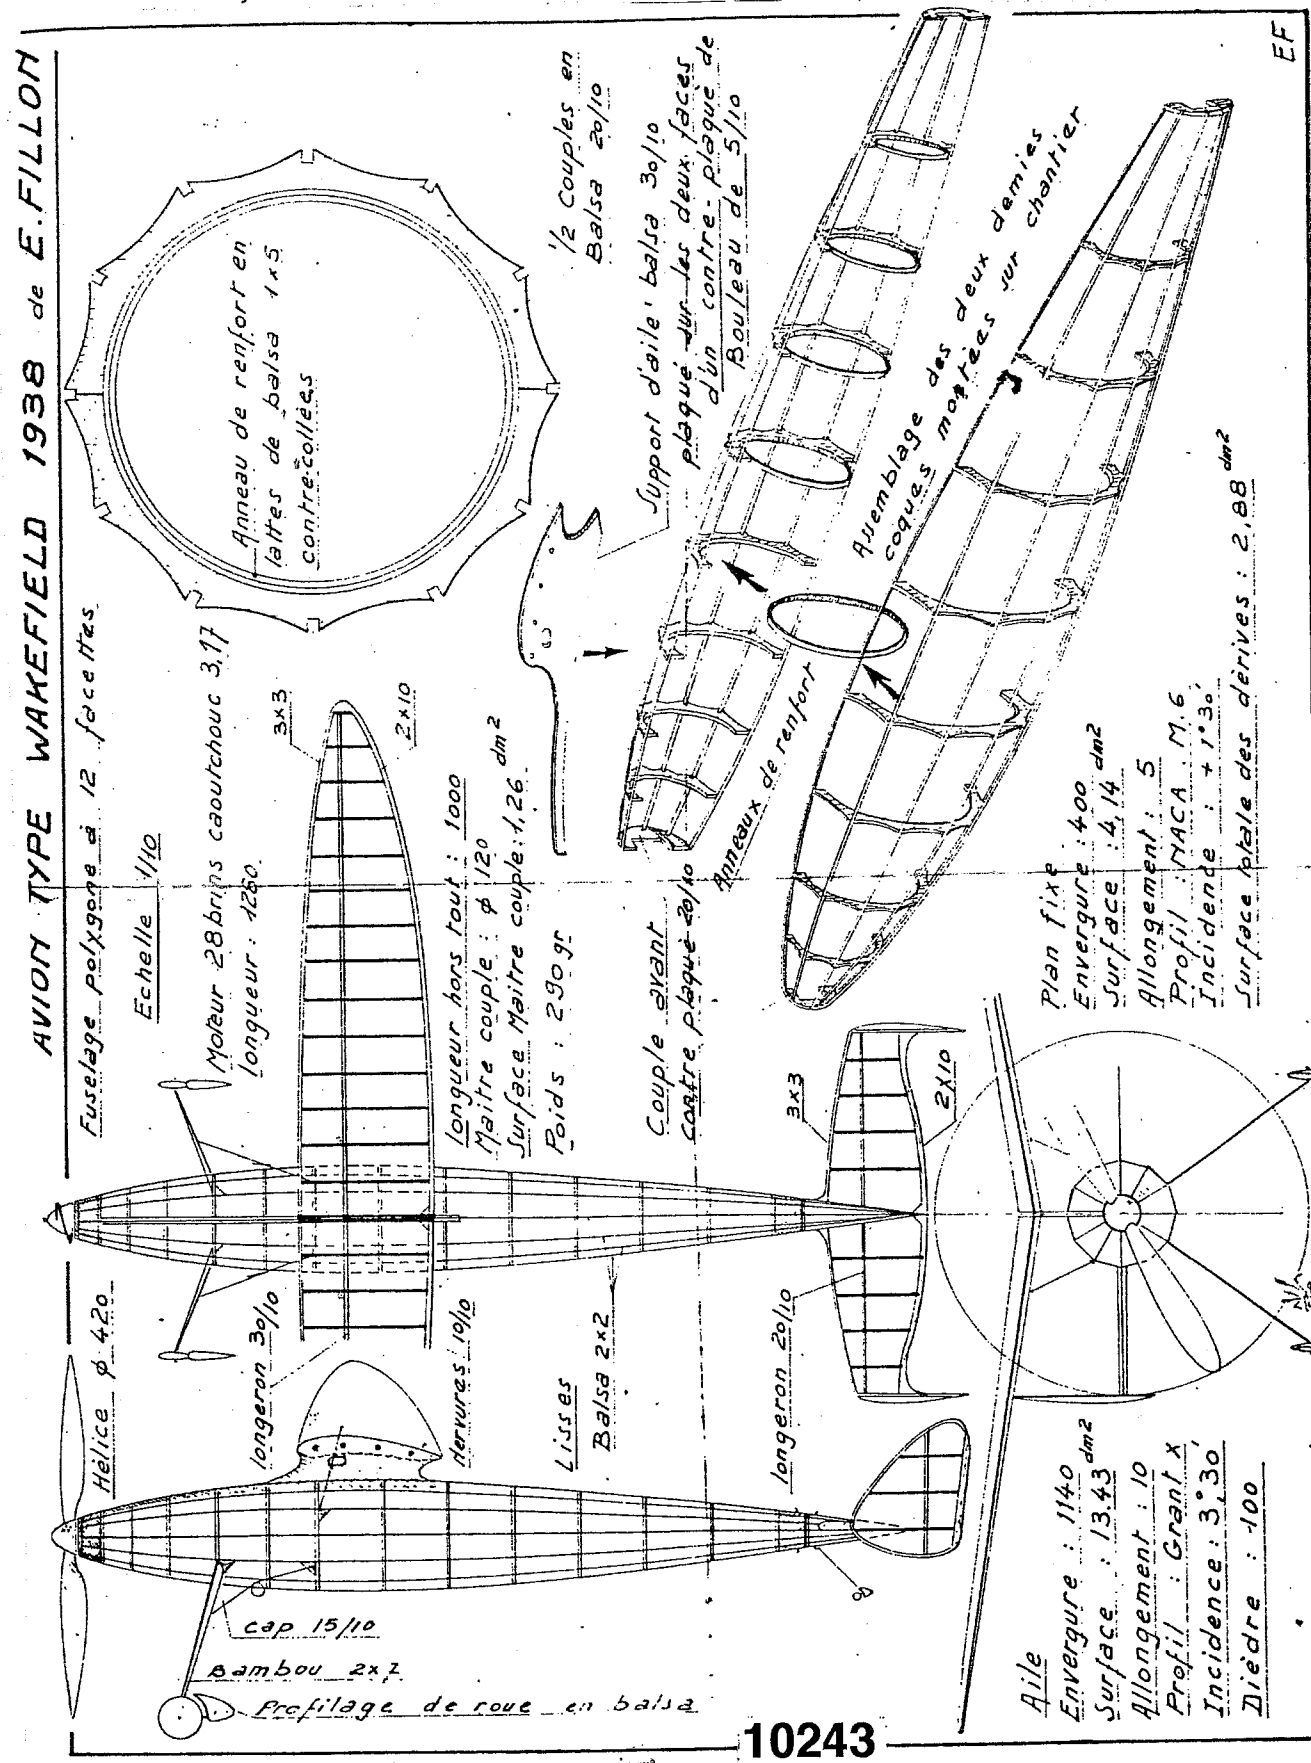 AVION TYPE WAKEFIELD 1938 de E.FILLON
Fuselage polygone à 12 facettes
Echelle 1/10
Moteur 28 brins caoutchouc 3,17
longueur : 1260.
Anneau de renfort en
lattes de balsa 1x5
contre-collées
3x3
2x10
longueur hors tout : 1000
Maitre couple : φ 120
Surface Maitre couple : 1,26 dm2
Poids : 290 gr
1/2 Couples en
Balsa 20/10
Support d'aile balsa 30/10
plaqué sur les deux faces
d'un contre-plaqué de
Bouleau de 5/10
Assemblage des deux demies
coques montées sur chantier
Anneaux de renfort
Couple avant
contre plaqué 20/10
Hélice φ 420
longeron 30/10
nervures 10/10
Lisses
Balsa 2x2
longeron 20/10
3x3
2x10
cap 15/10
Bambou 2x7
Profilage de roue en balsa
Plan fixe
Envergure : 400
Surface : 4,14 dm2
Allongement : 5
Profil : NACA . M.6
Incidence : + 1° 30'
Surface totale des dérives : 2,88 dm2
Aile
Envergure : 1140
Surface : 13.43 dm2
Allongement : 10
Profil : Grant X
Incidence : 3° 30'
Dièdre : 100
EF
10243